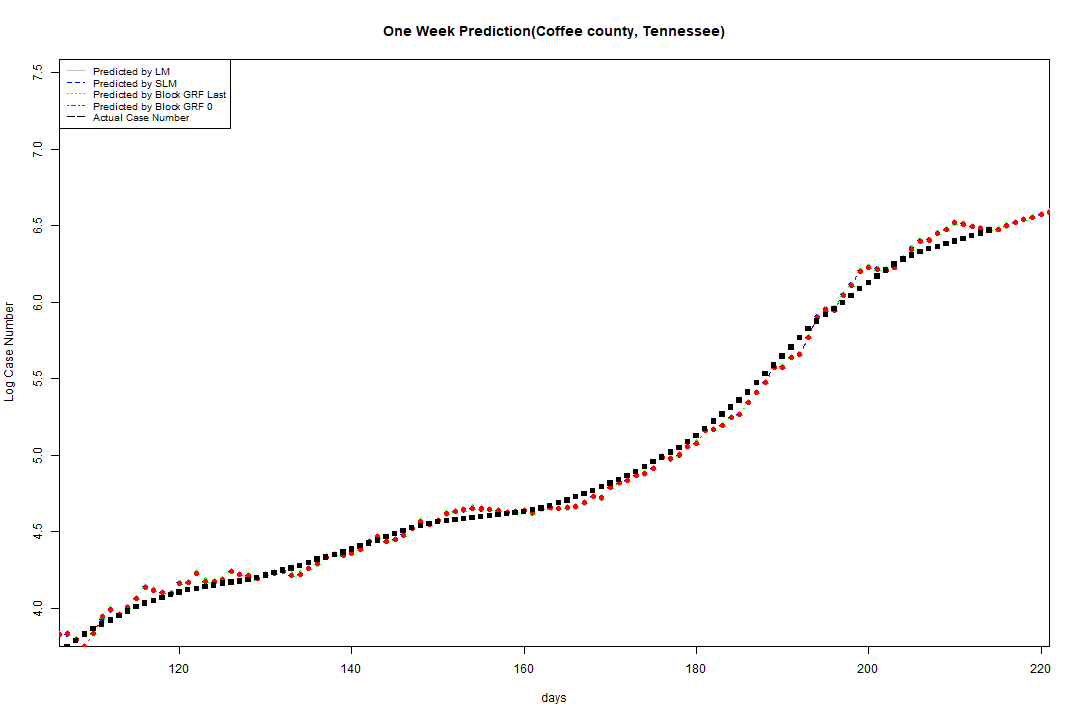 One Week Prediction(Coffee county, Tennessee)
Predicted by LM
Predicted by SLM
Predicted by Block GRF Last
Predicted by Block GRF 0
Actual Case Number
7.5
7.0
6.5
6.0
5.5
5.0
4.5
4.0
Log Case Number
120 140 160 180 200 220
days